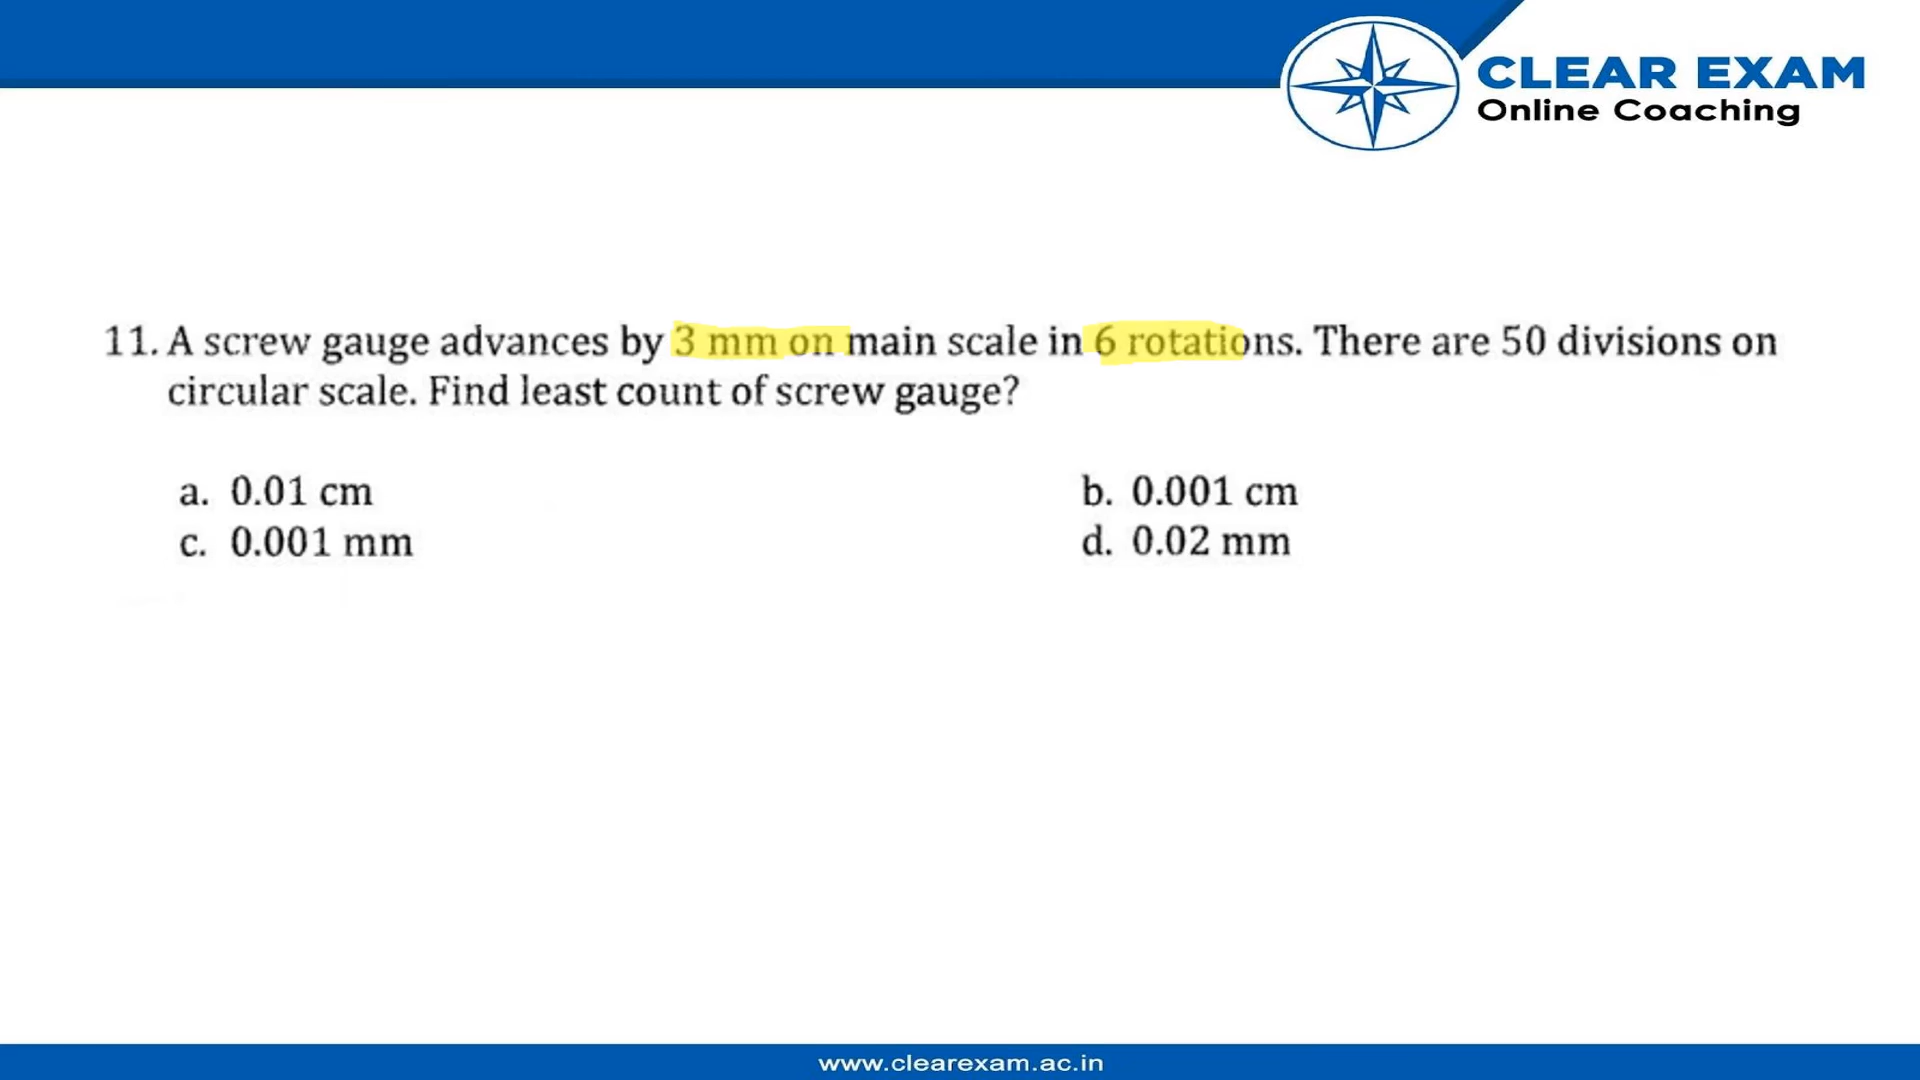 CLEAR EXAM
Online Coaching
11. A screw gauge advances by 3 mm on main scale in 6 rotations. There are 50 divisions on
circular scale. Find least count of screw gauge?
a. 0.01 cm
b. 0.001 cm
c. 0.001 mm
d. 0.02 mm
www.clearexam.ac.in